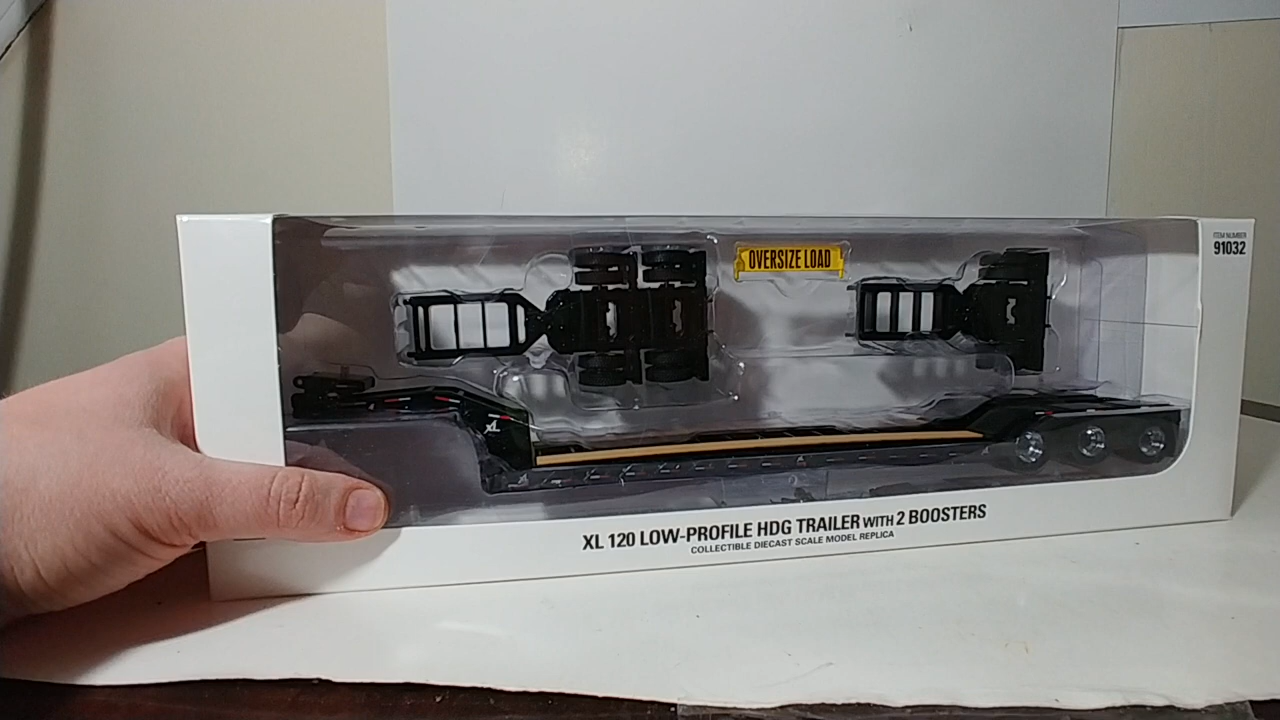 ITEM NUMBER
91032
OVERSIZE LOAD
XL
XL 120 LOW-PROFILE HDG TRAILER WITH 2 BOOSTERS
COLLECTIBLE DIECAST SCALE MODEL REPLICA